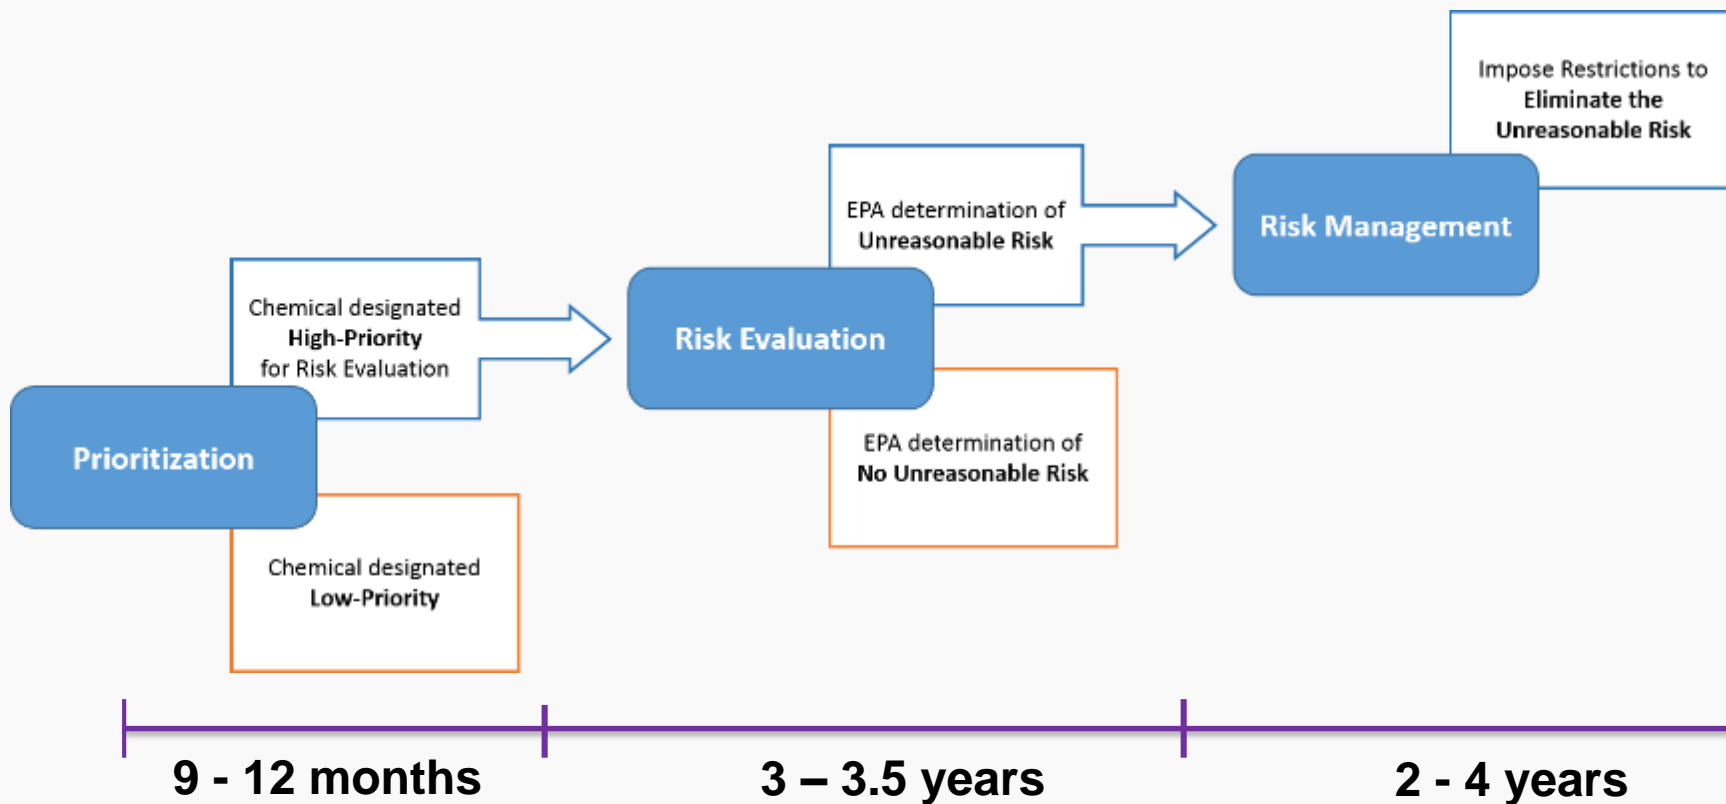 Prioritization
Chemical designated
High-Priority
for Risk Evaluation
Chemical designated
Low-Priority
Risk Evaluation
EPA determination of
Unreasonable Risk
EPA determination of
No Unreasonable Risk
Risk Management
Impose Restrictions to
Eliminate the
Unreasonable Risk
9 - 12 months
3 – 3.5 years
2 - 4 years